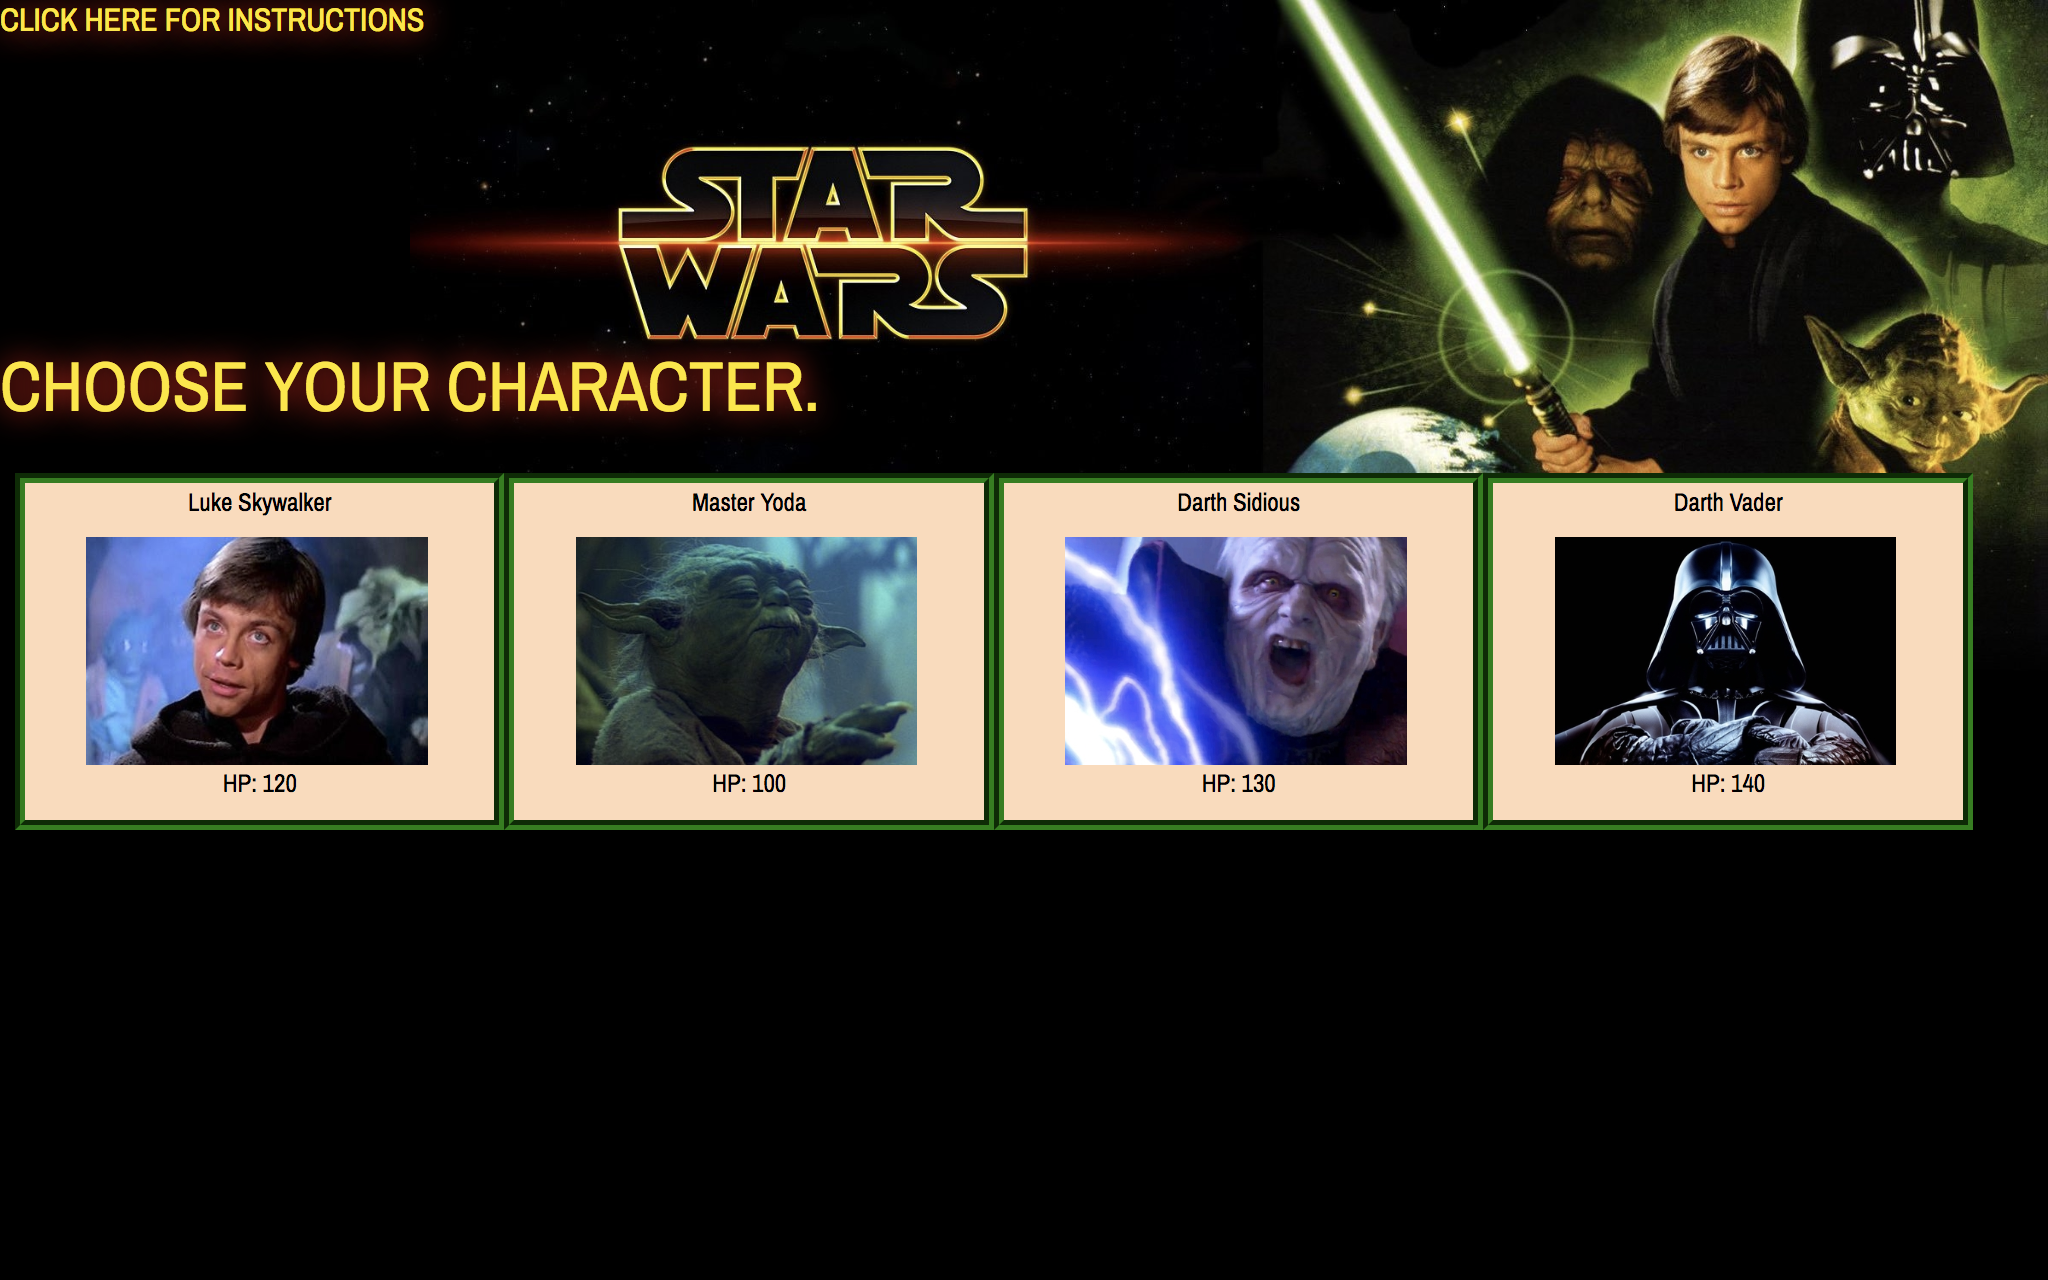 CLICK HERE FOR INSTRUCTIONS
STAR
WARS
CHOOSE YOUR CHARACTER.
Luke Skywalker
Master Yoda
Darth Sidious
Darth Vader
HP: 120
HP: 100
HP: 130
HP: 140